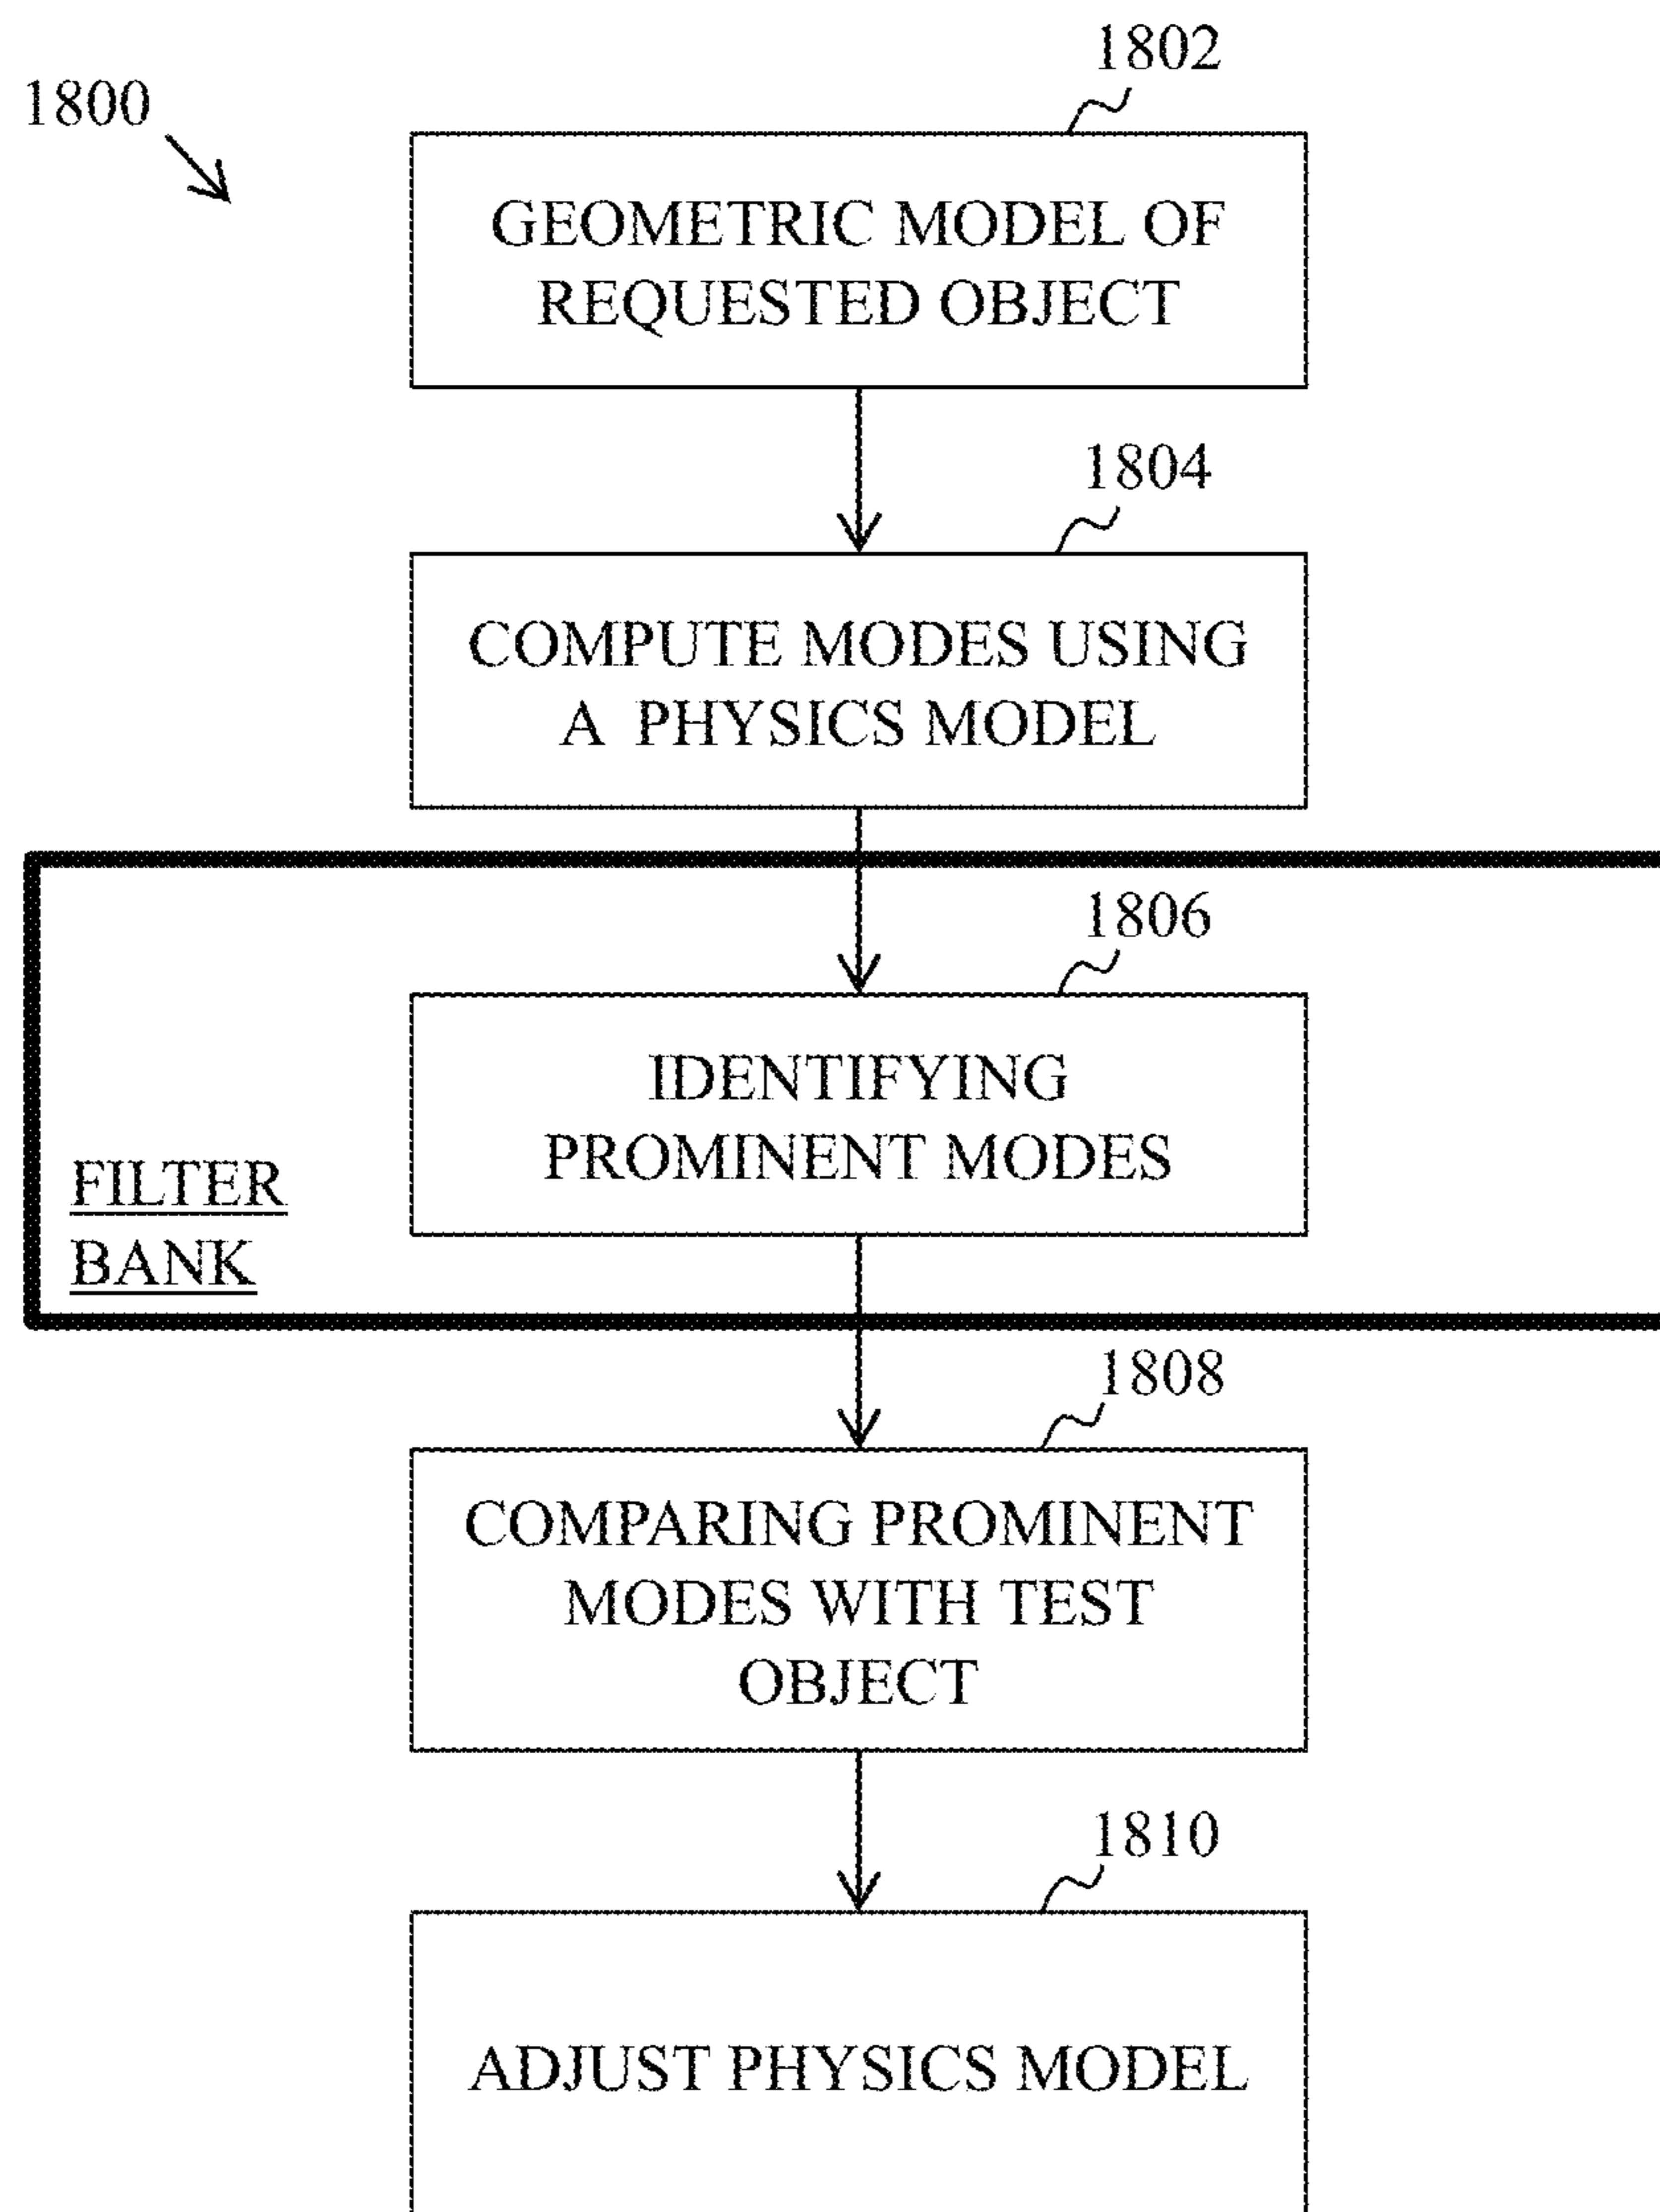 1802
1800
GEOMETRIC MODEL OF
REQUESTED OBJECT
1804
COMPUTE MODES USING
A PHYSICS MODEL
1806
IDENTIFYING
PROMINENT MODES
FILTER
BANK
1808
COMPARING PROMINENT
MODES WITH TEST
OBJECT
1810
ADJUST PHYSICS MODEL